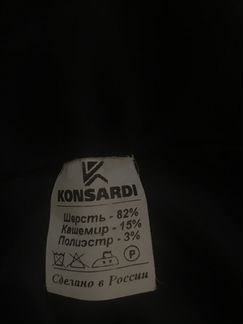 KONSARDI
Шерсть - 82%
Кашемир - 15%
Полиэстр - 3%
P
Сделано в России